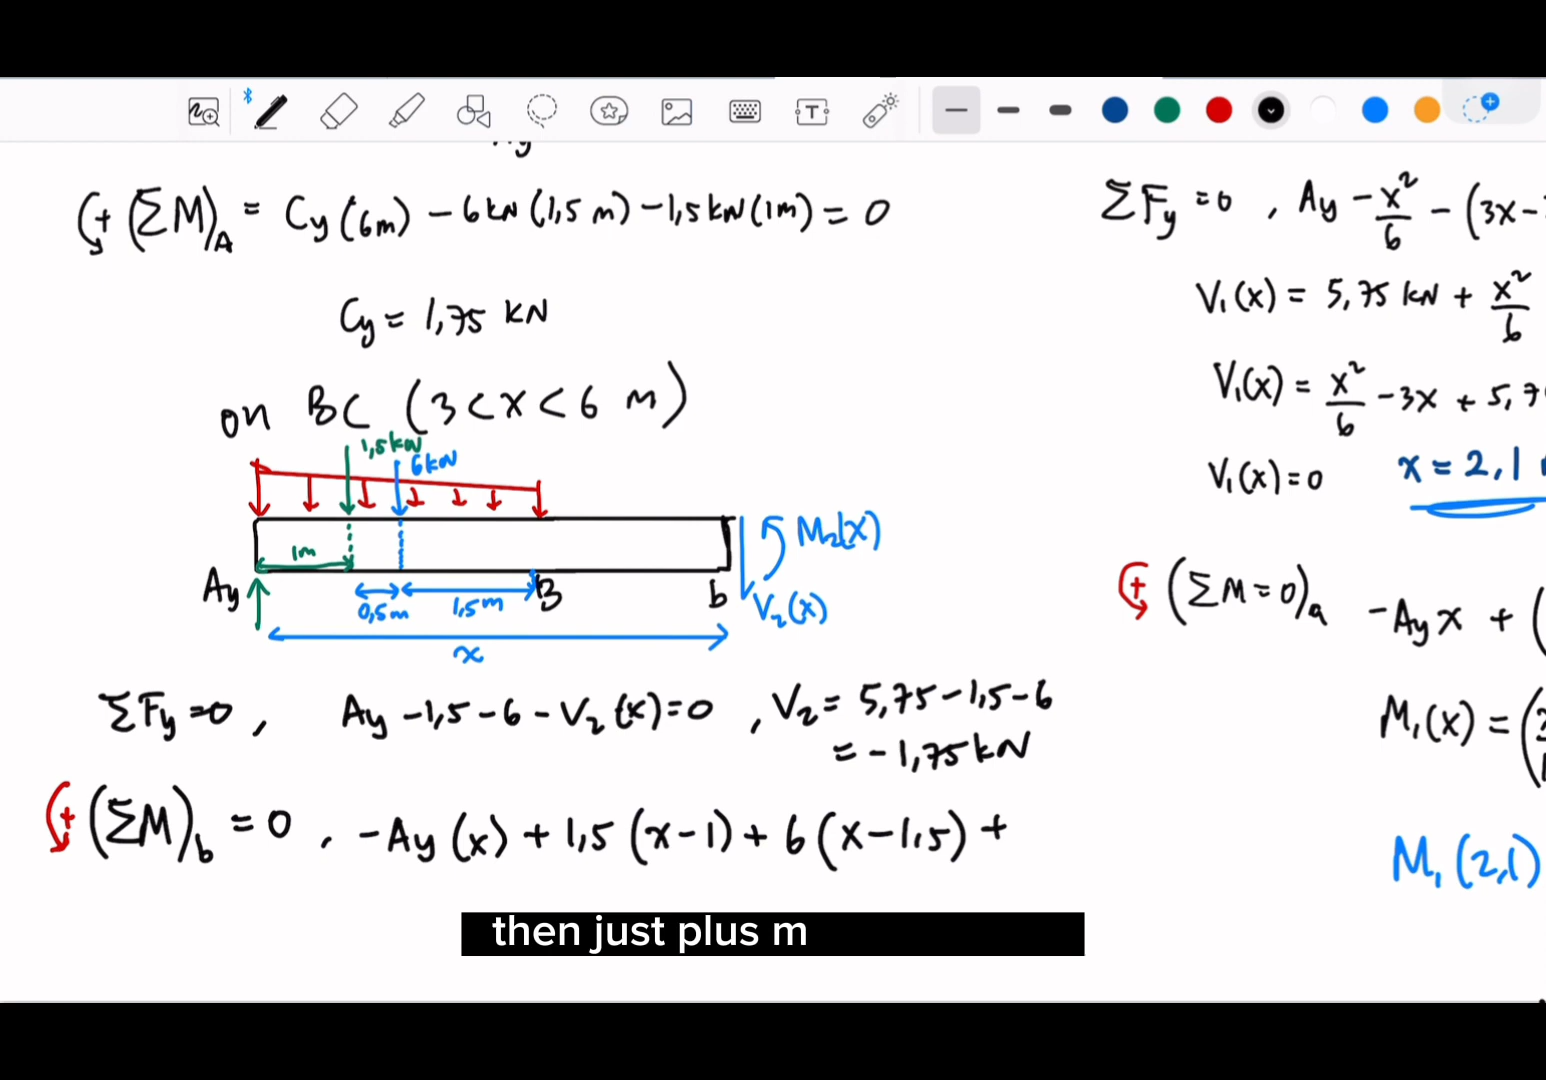 (+ (ΣM)A = Cy (6m) - 6 kN (1,5 m) - 1,5 kN (1m) = 0
Cy = 1,75 kN
on BC (3 < x < 6 m)
1,5 kN
6 kN
1m
Ay
0,5 m
1,5 m
B
b
M₂(x)
V₂(x)
x
ΣFy = 0, Ay - 1,5 - 6 - V₂(x) = 0, V₂ = 5,75 - 1,5 - 6
= - 1,75 kN
(+ (ΣM)b = 0, - Ay (x) + 1,5 (x - 1) + 6 (x - 1,5) +
ΣFy = 0, Ay - x²/6 - (3x -
V₁(x) = 5,75 kN + x²/6
V₁(x) = x²/6 - 3x + 5,7
V₁(x) = 0 x = 2,1
(+ (ΣM = 0)a - Ay x + (
M₁(x) = (
M₁(2,1)
then just plus m